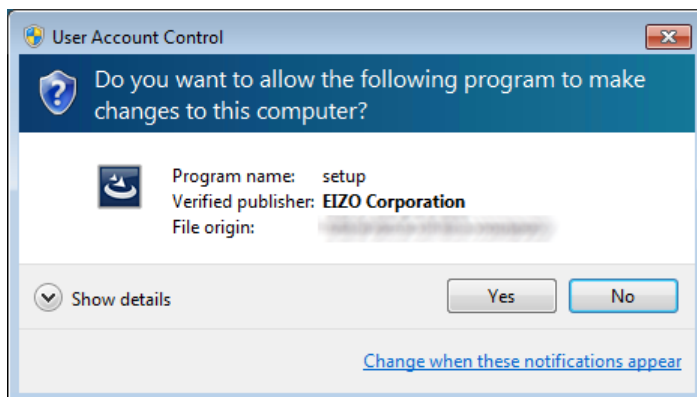 User Account Control
Do you want to allow the following program to make
changes to this computer?
Program name: setup
Verified publisher: EIZO Corporation
File origin:
Show details
Yes
No
Change when these notifications appear